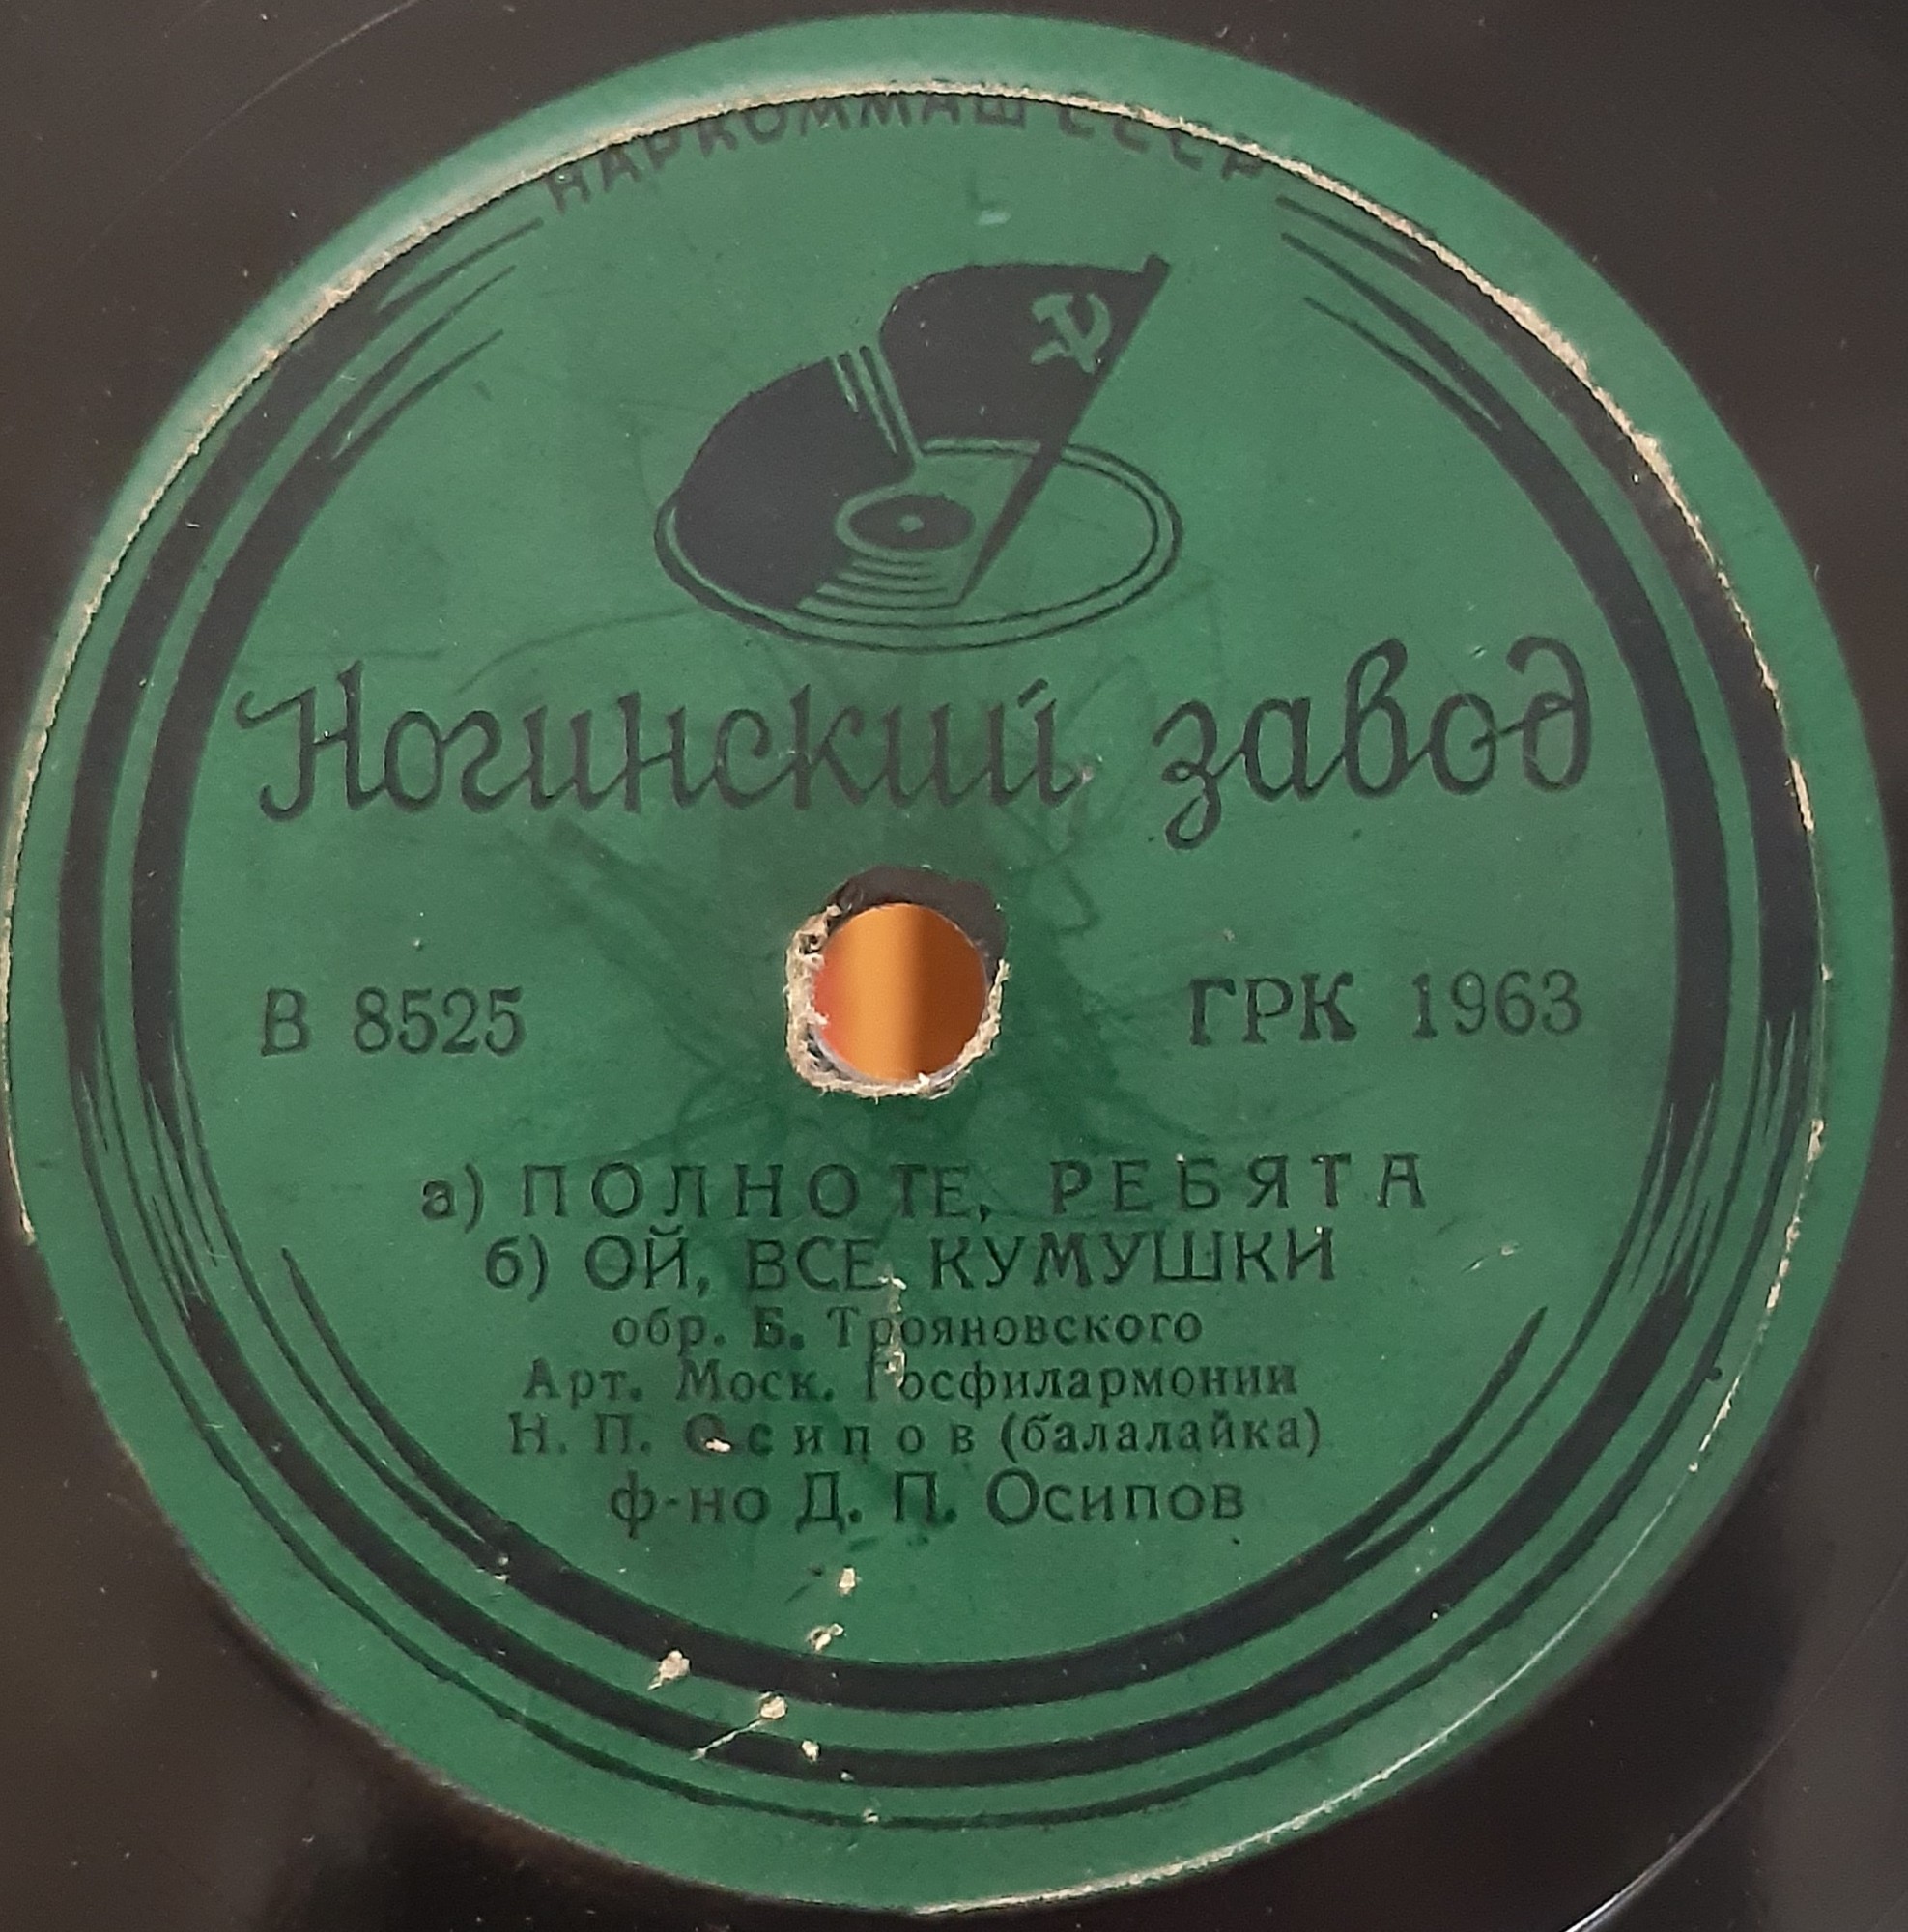 НАРКОММАШ СССР
Ногинский завод
В 8525 ГРК 1963
а) ПОЛНОТЕ, РЕБЯТА
б) ОЙ, ВСЕ КУМУШКИ
обр. Б. Трояновского
Арт. Моск. Госфилармонии
Н. П. Осипов (балалайка)
ф-но Д. П. Осипов